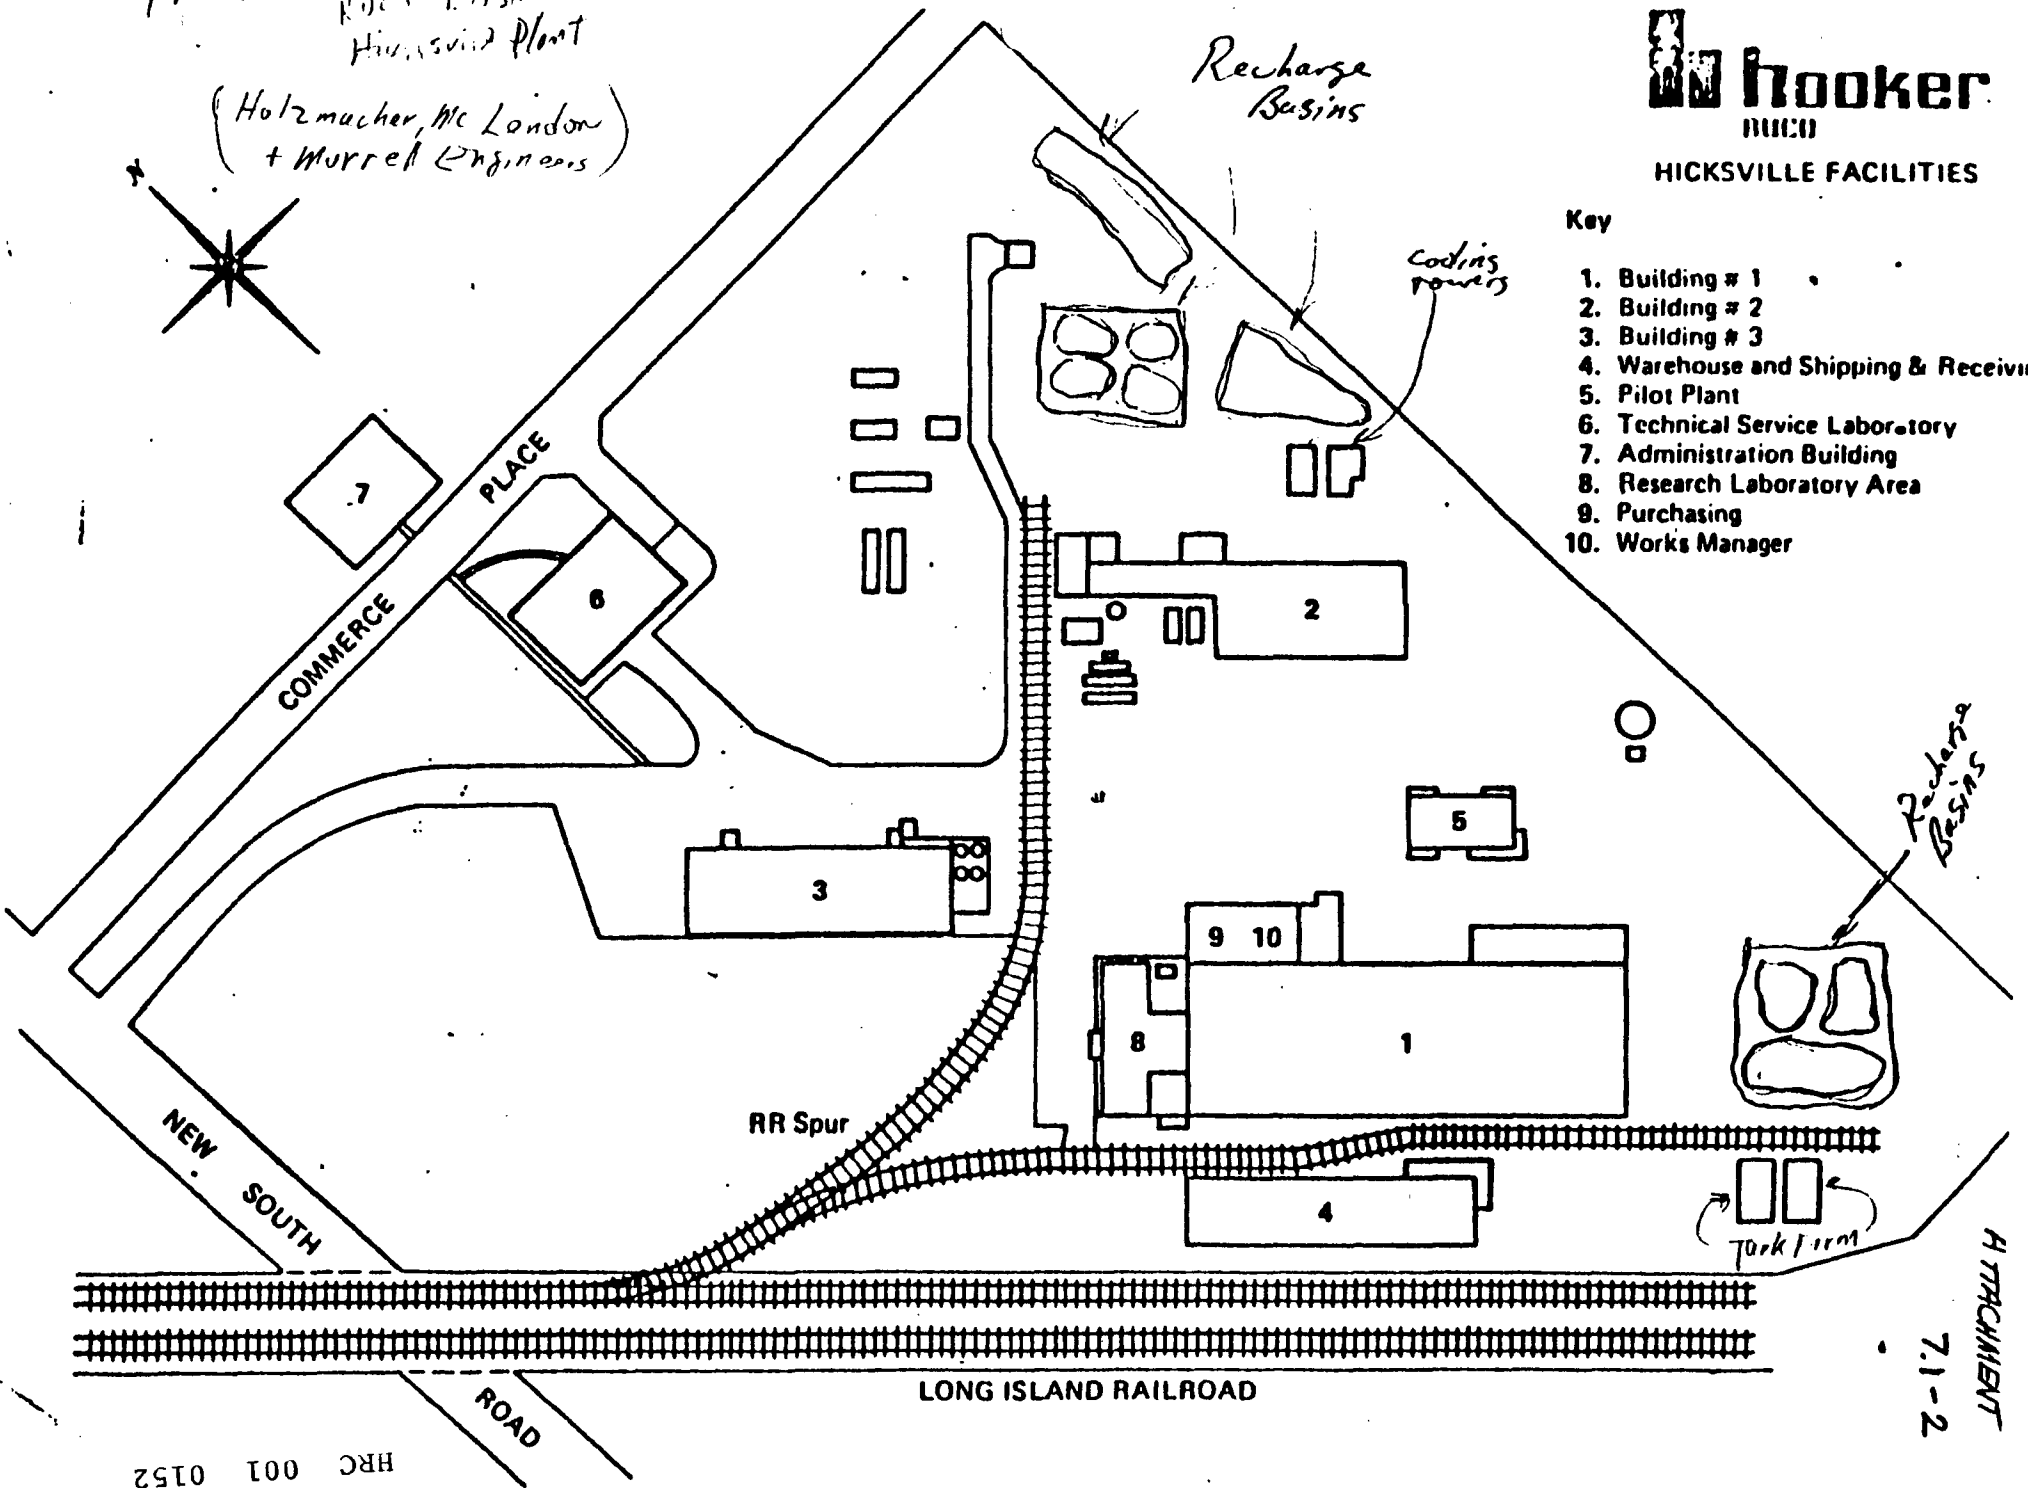 Plant
(Holzmacher, Mc Lendon
+ Murrell Engineers)
N
Recharge
Basins
cooling
towers
hooker
RUCO
HICKSVILLE FACILITIES
Key
1. Building # 1
2. Building # 2
3. Building # 3
4. Warehouse and Shipping & Receivi
5. Pilot Plant
6. Technical Service Laboratory
7. Administration Building
8. Research Laboratory Area
9. Purchasing
10. Works Manager
7
COMMERCE PLACE
6
2
5
3
9 10
8
1
4
Recharge
Basins
RR Spur
Tank Farm
NEW SOUTH ROAD
LONG ISLAND RAILROAD
ATTACHMENT
7.1-2
HRC 001 0152